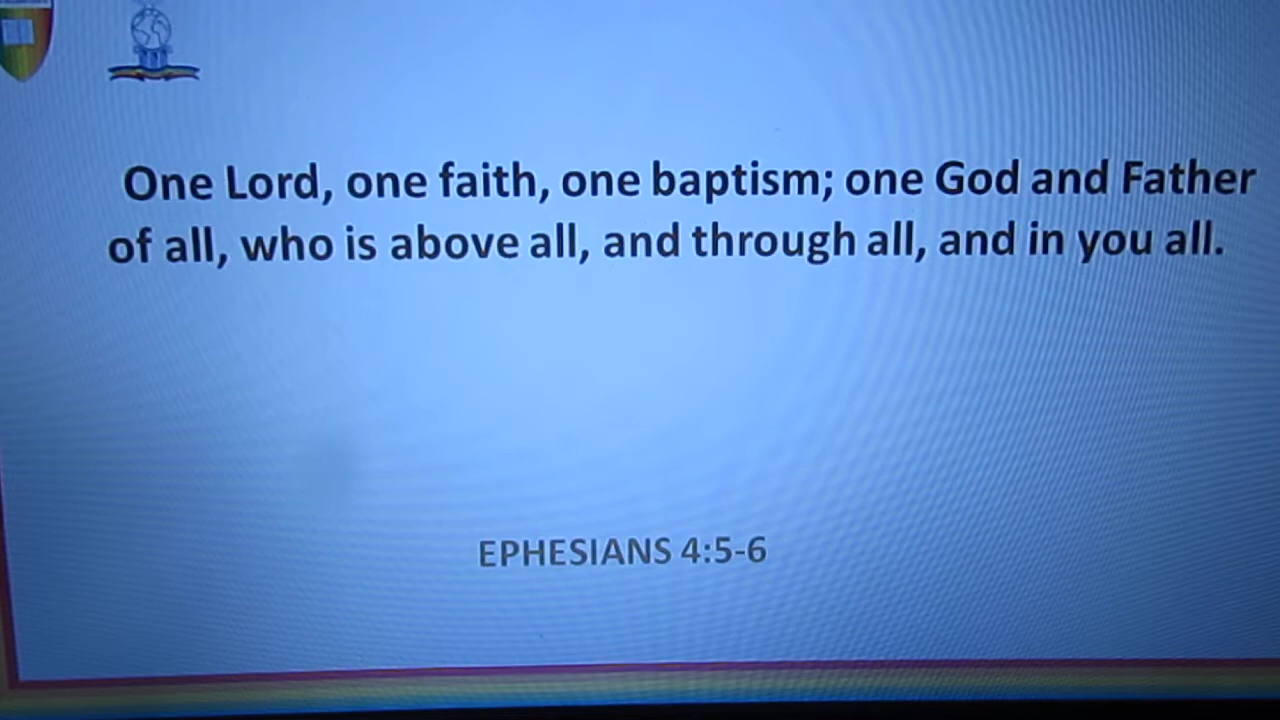 One Lord, one faith, one baptism; one God and Father
of all, who is above all, and through all, and in you all.
EPHESIANS 4:5-6